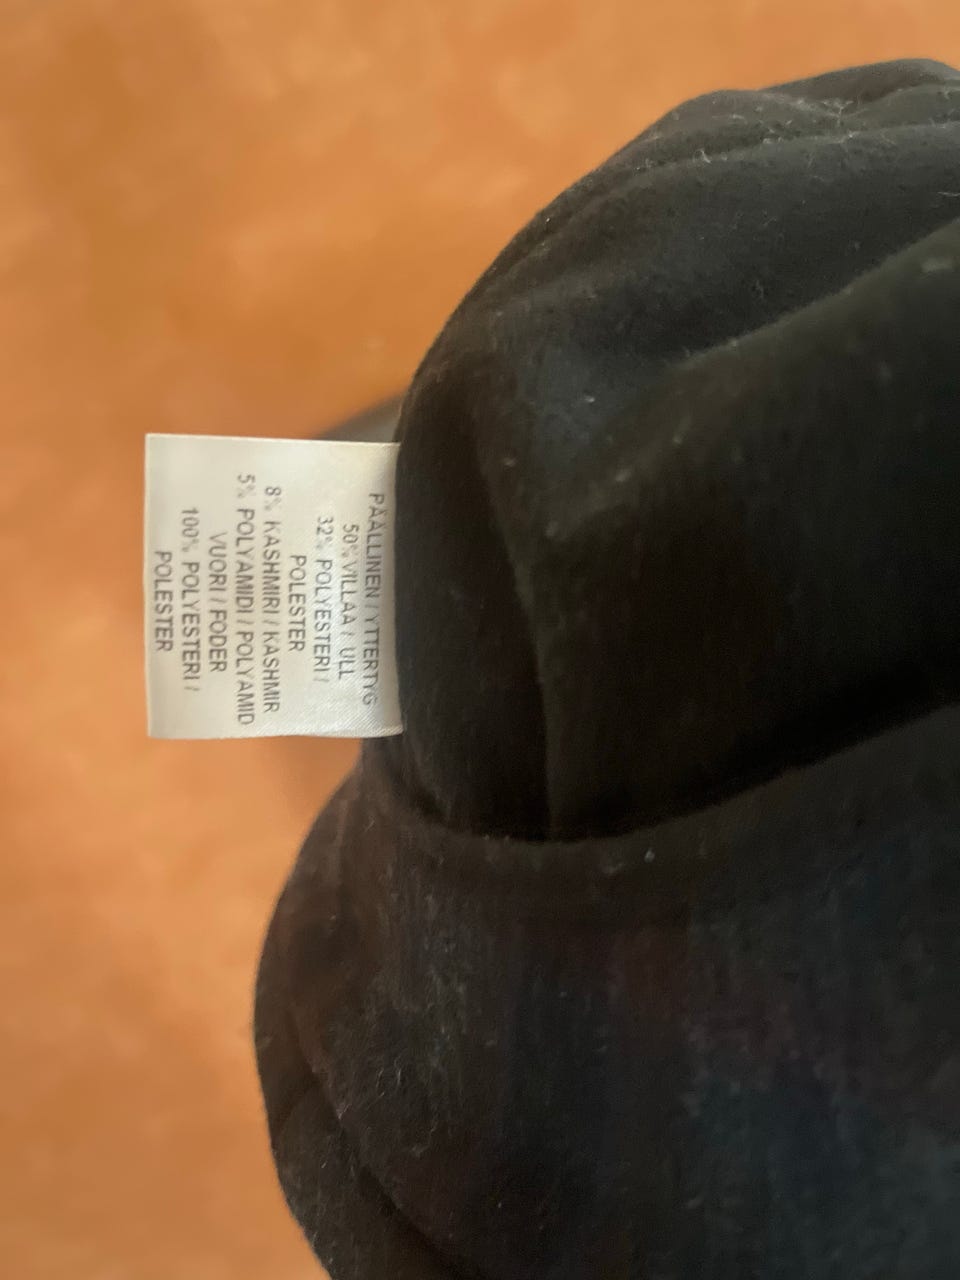 PÄÄLLINEN / YTTERTYG
50% VILLAA / ULL
32% POLYESTERI /
POLESTER
8% KASHMIRI / KASHMIR
5% POLYAMIDI / POLYAMID
VUORI / FODER
100% POLYESTERI /
POLESTER